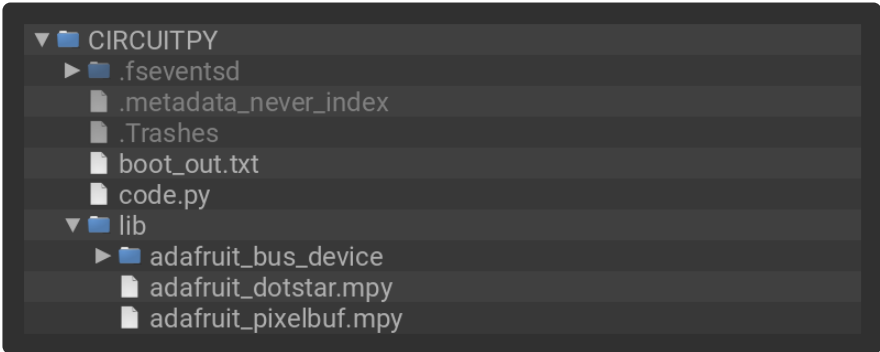 CIRCUITPY
.fseventsd
.metadata_never_index
.Trashes
boot_out.txt
code.py
lib
adafruit_bus_device
adafruit_dotstar.mpy
adafruit_pixelbuf.mpy